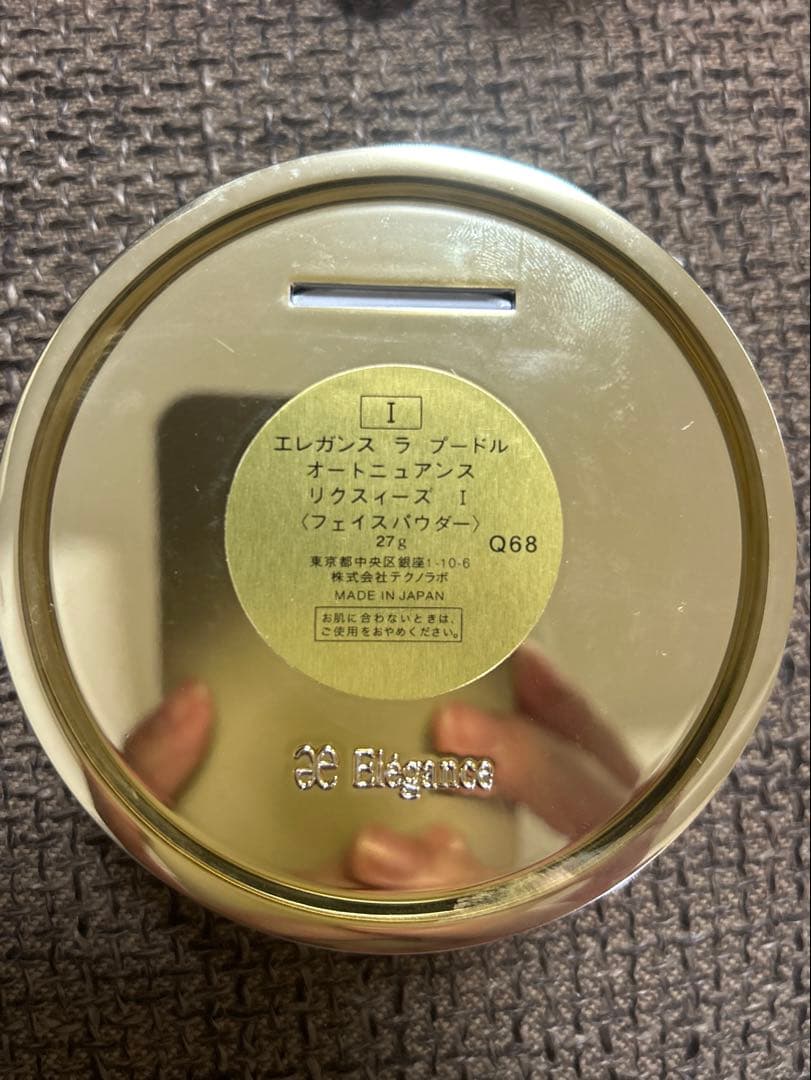 I
エレガンス ラ プードル
オートニュアンス
リクスィーズ I
〈フェイスパウダー〉
27g
Q68
東京都中央区銀座1-10-6
株式会社テクノラボ
MADE IN JAPAN
お肌に合わないときは、
ご使用をおやめください。
Elégance